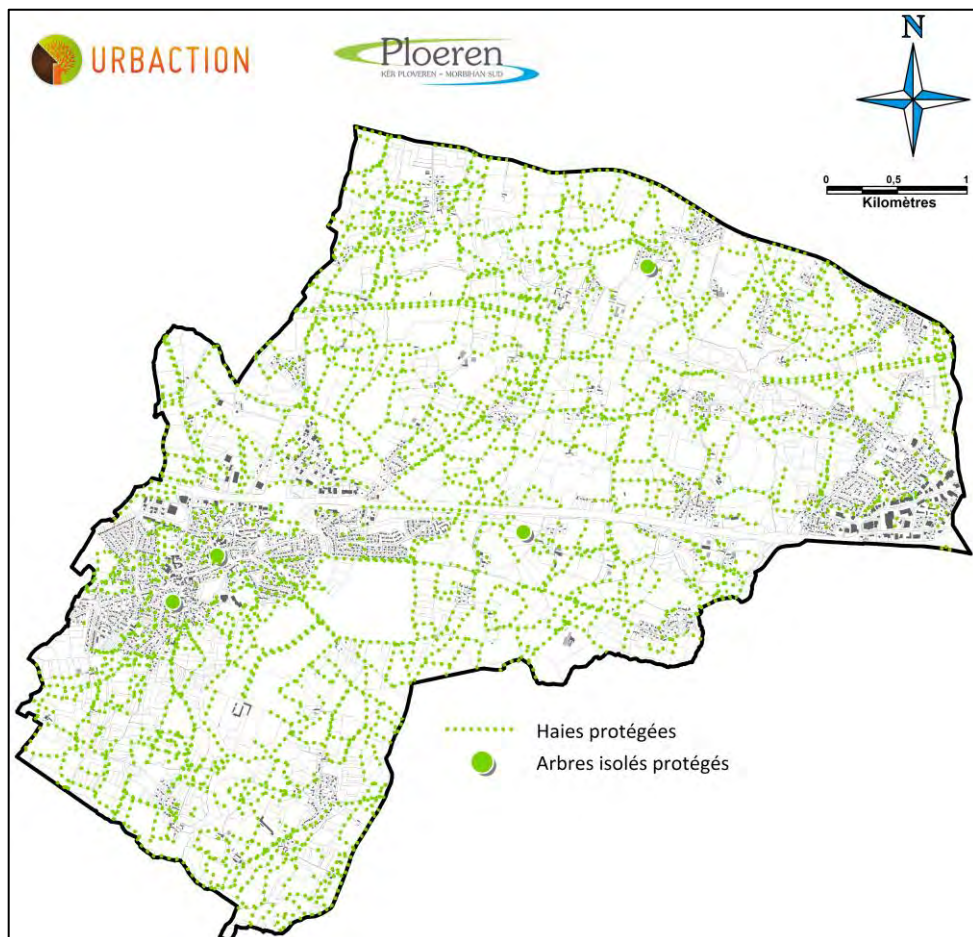 URBACTION
Ploeren
KÊR PLOVEREN - MORBIHAN SUD
N
0 0,5 1
Kilomètres
Haies protégées
Arbres isolés protégés